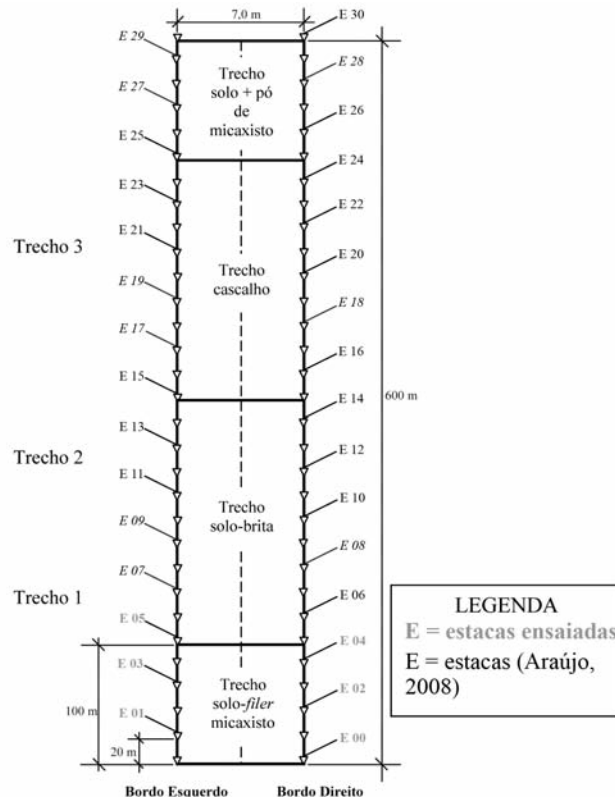 7,0 m
E 30
E 29
E 28
Trecho
solo + pó
de
micaxisto
E 27
E 26
E 25
E 24
E 23
E 22
E 21
Trecho 3
E 20
Trecho
cascalho
E 19
E 18
E 17
E 16
E 15
600 m
E 14
E 13
E 12
Trecho 2
E 11
E 10
Trecho
solo-brita
E 09
E 08
E 07
Trecho 1
E 06
E 05
E 04
E 03
Trecho
solo-filer
micaxisto
E 02
100 m
E 01
20 m
E 00
Bordo Esquerdo
Bordo Direito
LEGENDA
E = estacas ensaiadas
E = estacas (Araújo,
2008)